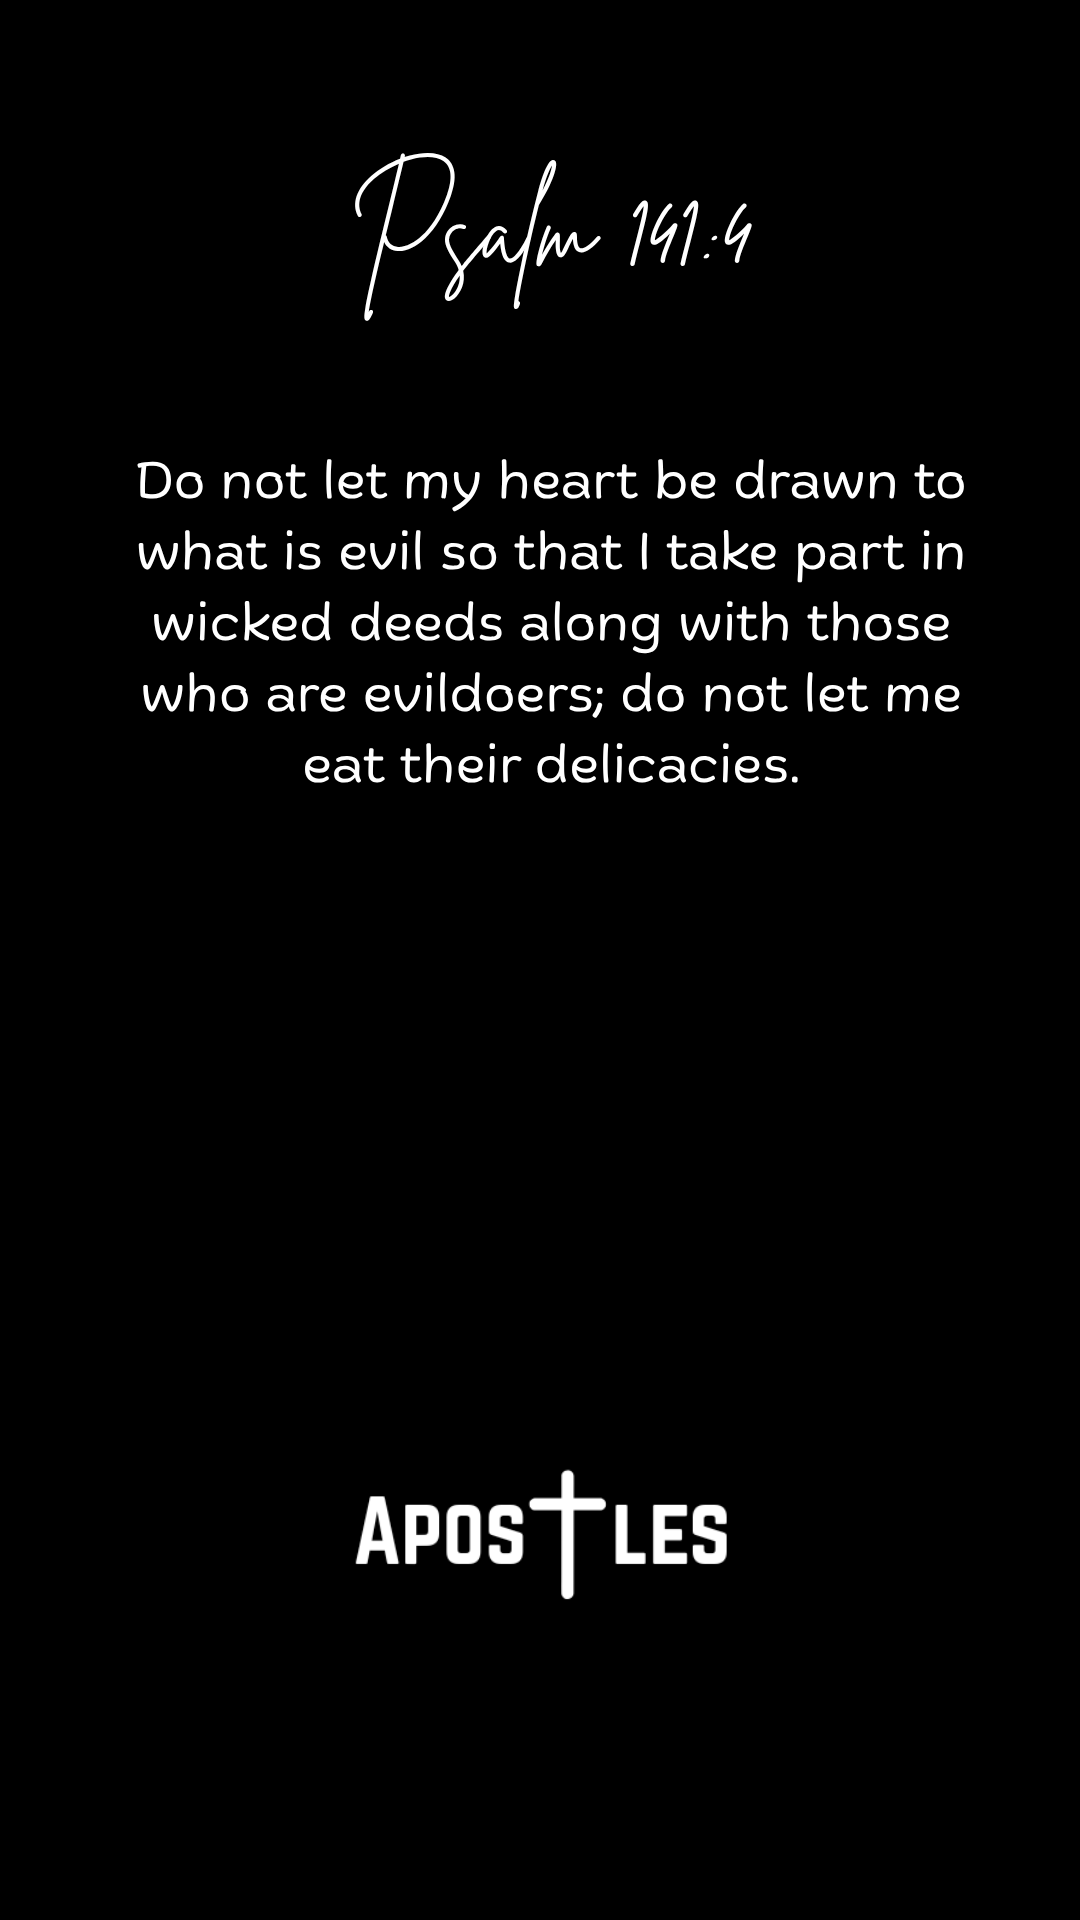 Psalm 141:4
Do not let my heart be drawn to
what is evil so that I take part in
wicked deeds along with those
who are evildoers; do not let me
eat their delicacies.
Apostles